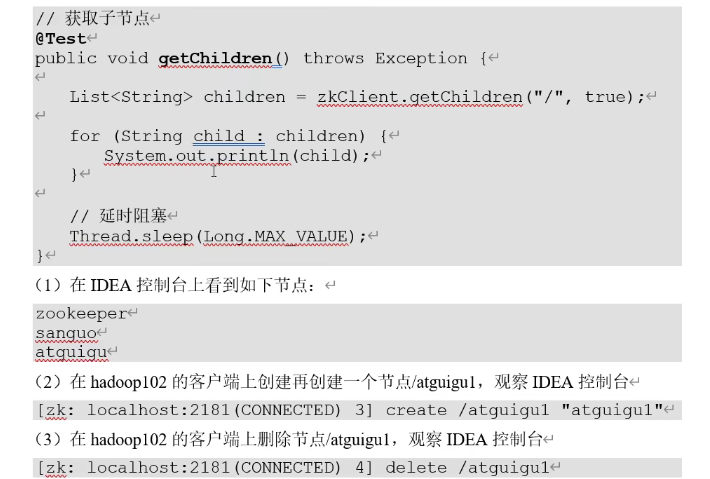 // 获取子节点
@Test
public void getChildren() throws Exception {
List<String> children = zkClient.getChildren("/", true);
for (String child : children) {
System.out.println(child);
}
// 延时阻塞
Thread.sleep(Long.MAX_VALUE);
}
（1）在 IDEA 控制台上看到如下节点：
zookeeper
sanguo
atguigu
（2）在 hadoop102 的客户端上创建再创建一个节点/atguigu1，观察 IDEA 控制台
[zk: localhost:2181(CONNECTED) 3] create /atguigu1 "atguigu1"
（3）在 hadoop102 的客户端上删除节点/atguigu1，观察 IDEA 控制台
[zk: localhost:2181(CONNECTED) 4] delete /atguigu1